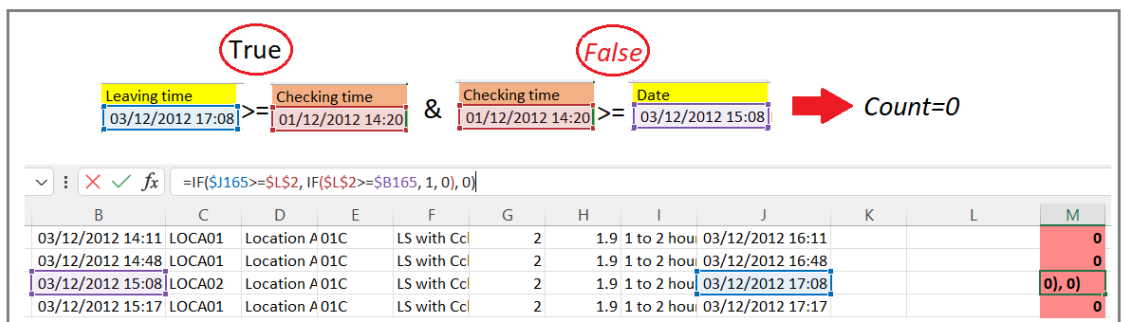 True
False
Leaving time
03/12/2012 17:08
>=
Checking time
01/12/2012 14:20
&
Checking time
01/12/2012 14:20
>=
Date
03/12/2012 15:08
Count=0
fx =IF($J165>=$L$2, IF($L$2>=$B165, 1, 0), 0)
B C D E F G H I J K L M
03/12/2012 14:11 LOCA01 Location A 01C LS with Ccl 2 1.9 1 to 2 hou 03/12/2012 16:11 0
03/12/2012 14:48 LOCA01 Location A 01C LS with Ccl 2 1.9 1 to 2 hou 03/12/2012 16:48 0
03/12/2012 15:08 LOCA02 Location A 01C LS with Ccl 2 1.9 1 to 2 hou 03/12/2012 17:08 0), 0)
03/12/2012 15:17 LOCA01 Location A 01C LS with Ccl 2 1.9 1 to 2 hou 03/12/2012 17:17 0